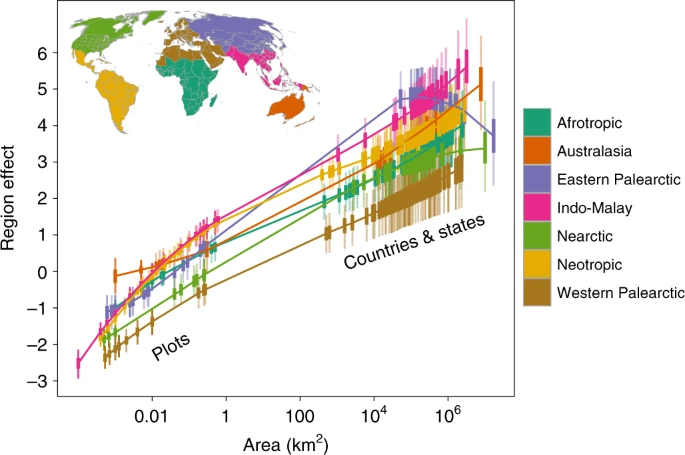 6
5
4
3
2
1
0
−1
−2
−3
Region effect
0.01
1
100
10⁴
10⁶
Area (km²)
Plots
Countries & states
Afrotropic
Australasia
Eastern Palearctic
Indo-Malay
Nearctic
Neotropic
Western Palearctic